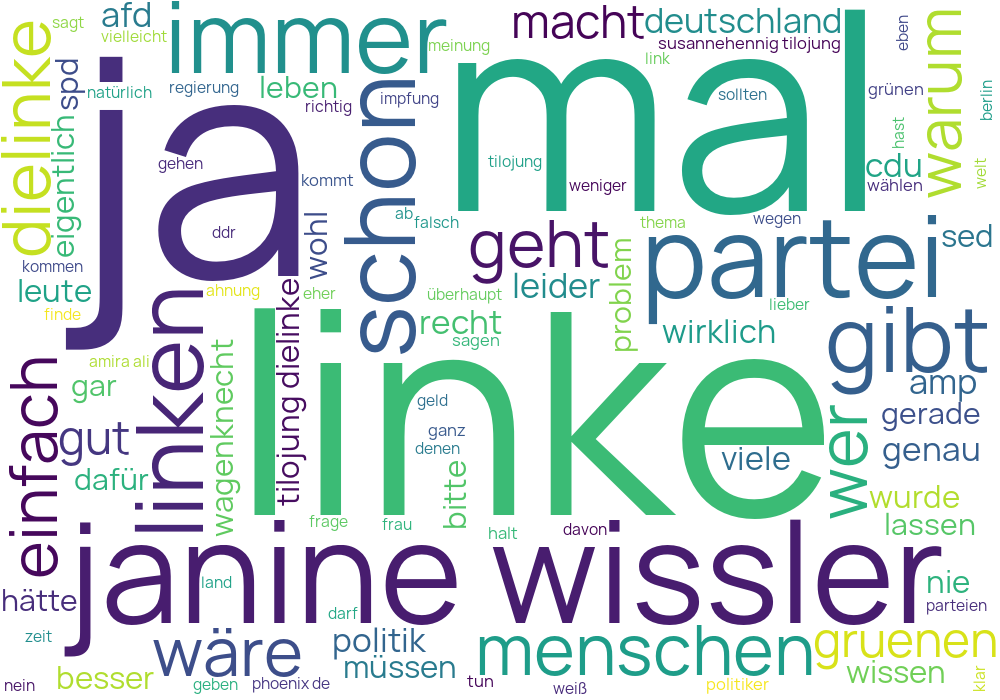 sagt
afd
vielleicht
immer
meinung
macht
deutschland
susannehennig tilojung
link
eben
warum
dielinke
spd
natürlich
regierung
leben
richtig
impfung
schon
mal
sollten
grünen
berlin
ja
eigentlich
gehen
kommt
tilojung
weniger
cdu
wählen
hast
welt
ddr
wohl
ab
falsch
geht
thema
wegen
partei
sed
kommen
leute
finde
ahnung
eher
überhaupt
leider
problem
lieber
wirklich
gibt
linken
tilojung dielinke
recht
sagen
linke
amira ali
gar
wagenknecht
einfach
gut
dafür
geld
ganz
denen
bitte
viele
wer
amp
gerade
genau
wurde
lassen
frage
frau
halt
davon
janine wissler
hätte
land
darf
nie
parteien
zeit
wäre
politik
müssen
menschen
gruenen
wissen
nein
besser
geben
phoenix de
tun
weiß
politiker
klar